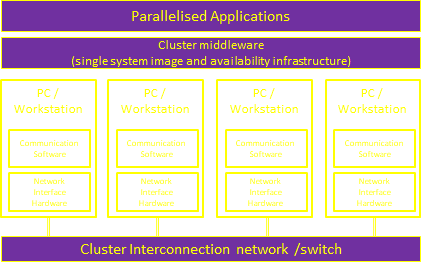 Parallelised Applications
Cluster middleware
(single system image and availability infrastructure)
PC /
Workstation
Communication
Software
Network
Interface
Hardware
PC /
Workstation
Communication
Software
Network
Interface
Hardware
PC /
Workstation
Communication
Software
Network
Interface
Hardware
PC /
Workstation
Communication
Software
Network
Interface
Hardware
Cluster Interconnection network /switch